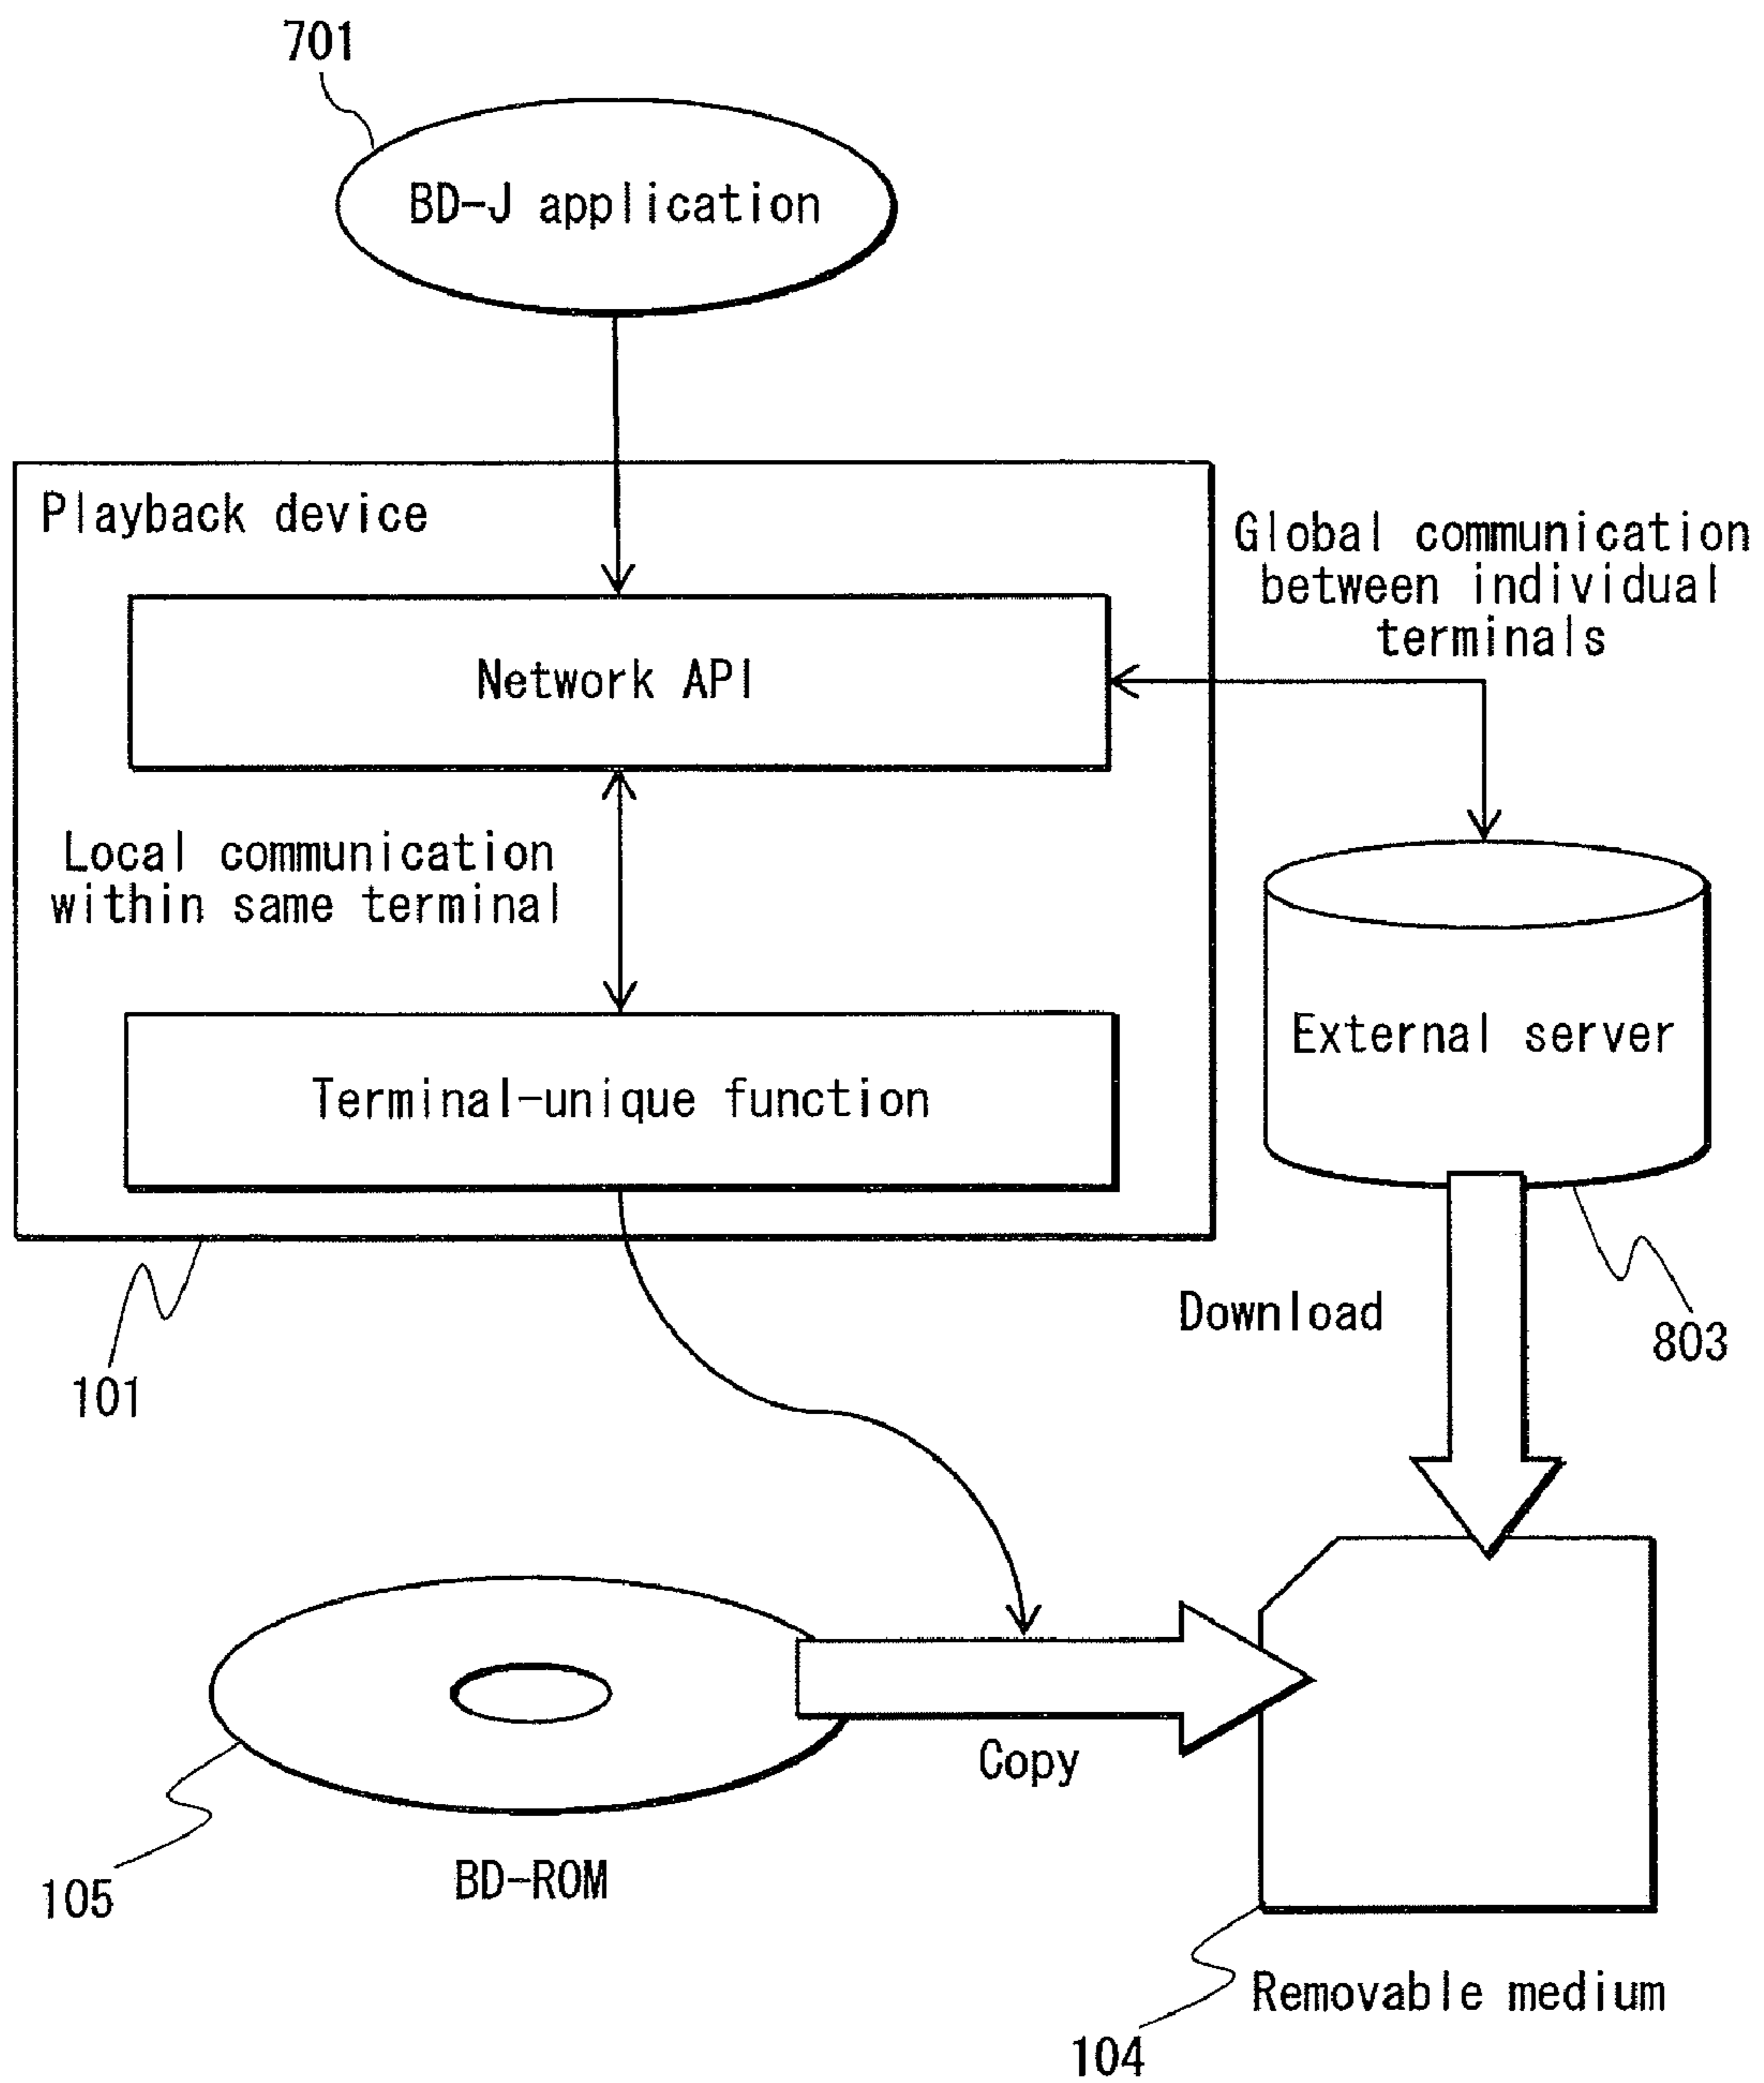 701
BD-J application
Playback device
Global communication
between individual
terminals
Network API
Local communication
within same terminal
External server
Terminal-unique function
Download
803
101
Copy
BD-ROM
105
Removable medium
104